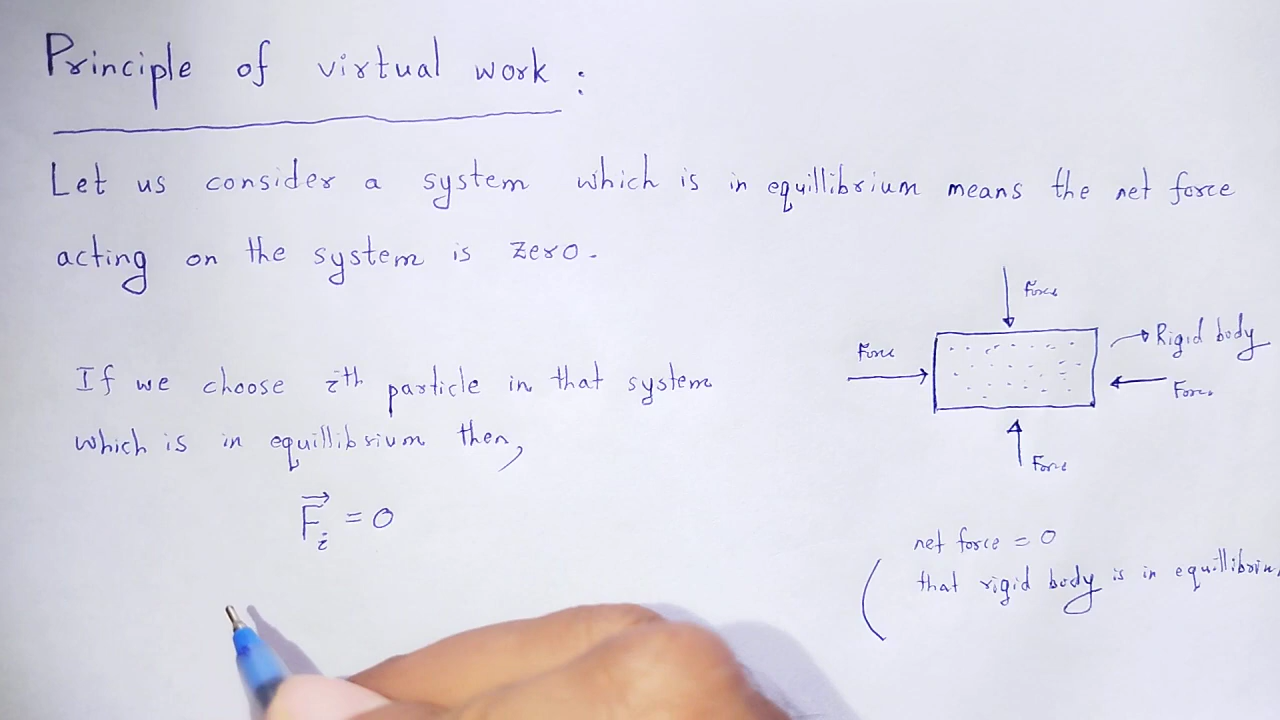 Principle of virtual work :
Let us consider a system which is in equillibrium means the net force
acting on the system is zero.
Force
Rigid body
Force
Force
Force
If we choose ith particle in that system
which is in equillibrium then,
F⃗i = 0
net force = 0
( that rigid body is in equillibrium